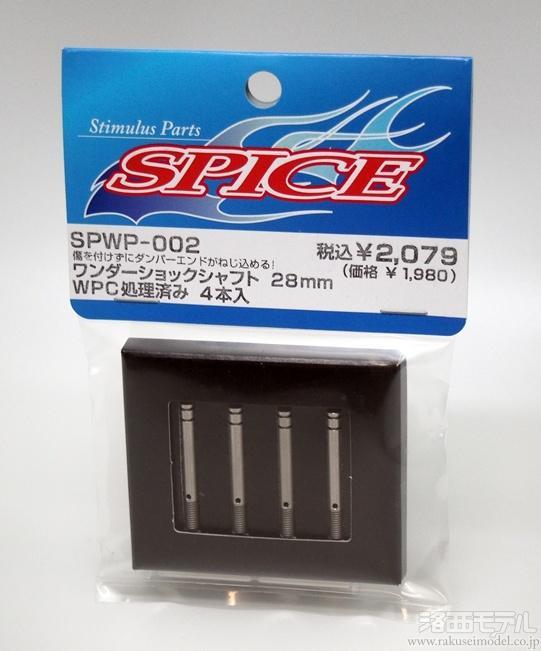 Stimulus Parts
SPICE
SPWP-002
傷を付けずにダンパーエンドがねじ込める!
ワンダーショックシャフト 28mm
WPC処理済み 4本入
税込¥2,079
(価格 ¥1,980)
洛西モデル
www.rakuseimodel.co.jp